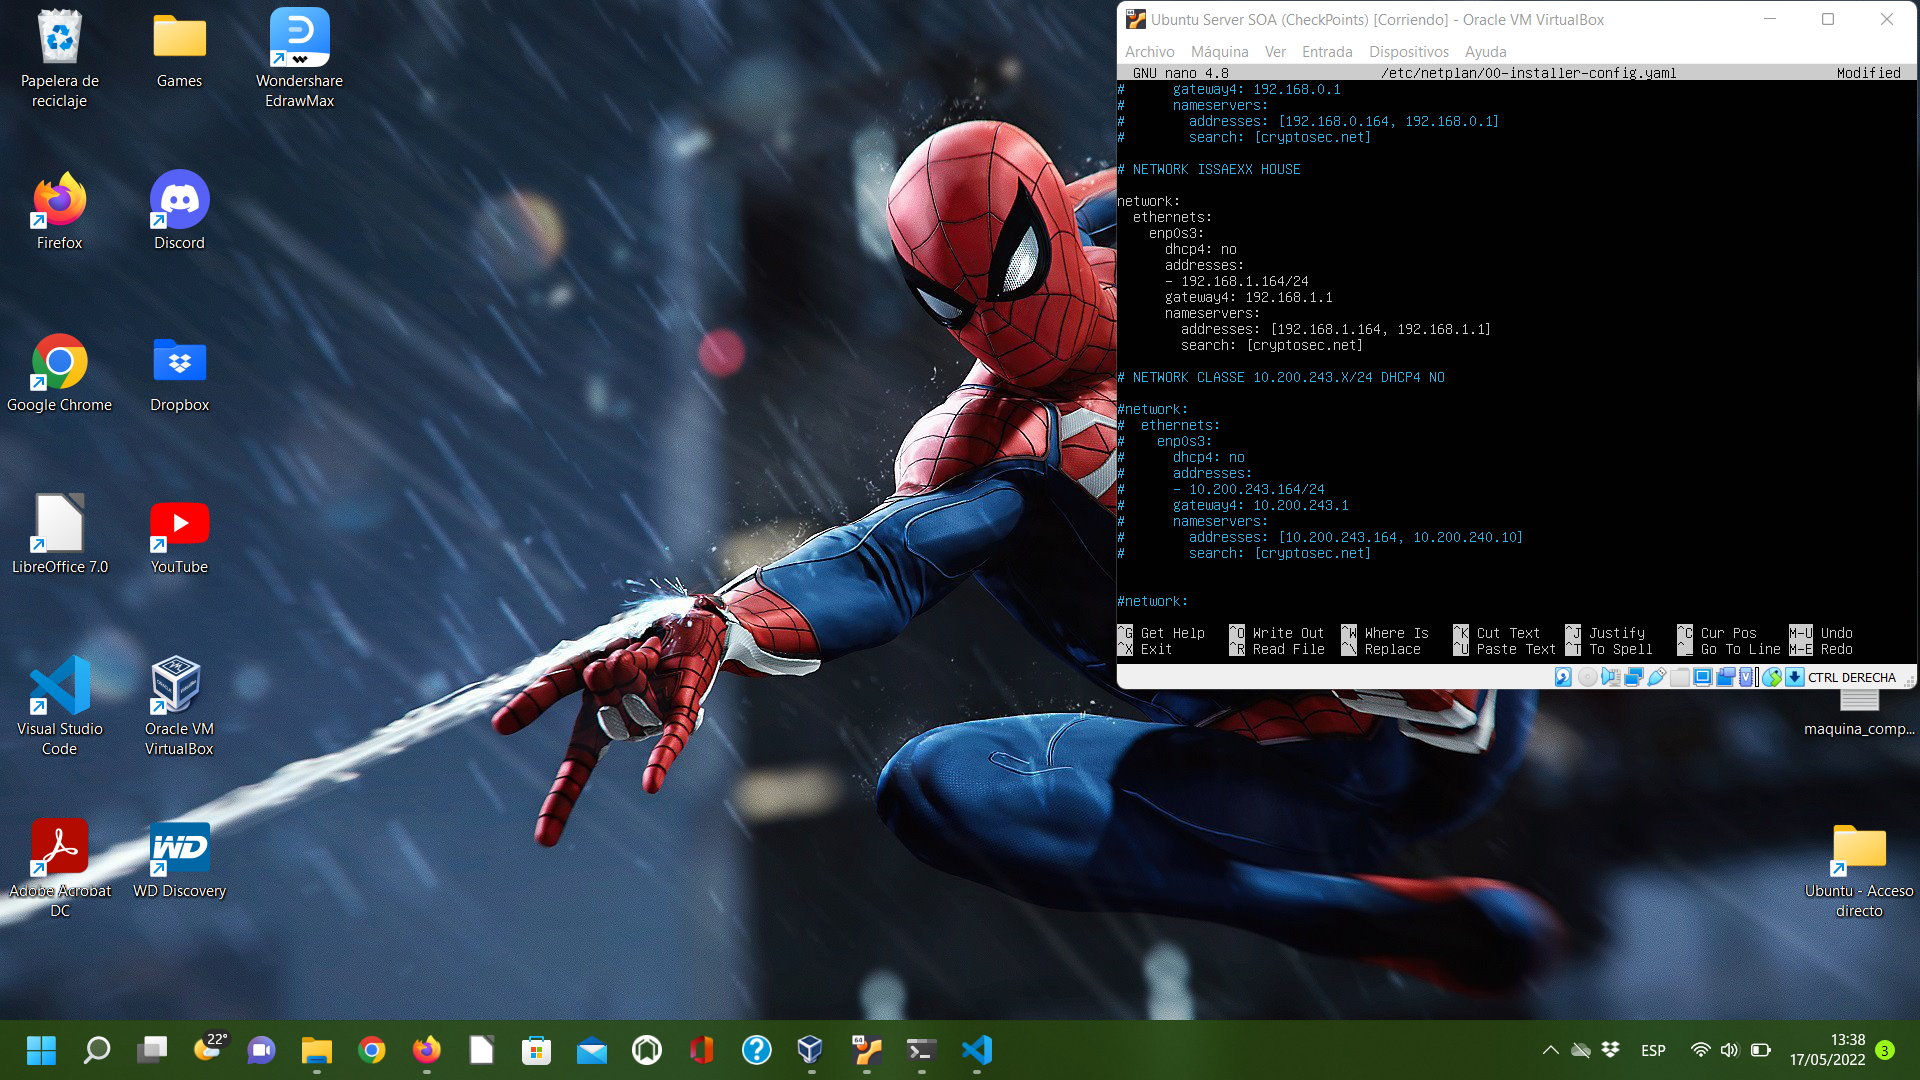 Papelera de
reciclaje
Games
Wondershare
EdrawMax
Firefox
Discord
Google Chrome
Dropbox
LibreOffice 7.0
YouTube
Visual Studio
Code
Oracle VM
VirtualBox
Adobe Acrobat
DC
WD
WD Discovery
Ubuntu Server SOA (CheckPoints) [Corriendo] - Oracle VM VirtualBox
Archivo Máquina Ver Entrada Dispositivos Ayuda
GNU nano 4.8 /etc/netplan/00-installer-config.yaml Modified
#      gateway4: 192.168.0.1
#      nameservers:
#        addresses: [192.168.0.164, 192.168.0.1]
#        search: [cryptosec.net]
# NETWORK ISSAEXX HOUSE
network:
  ethernets:
    enp0s3:
      dhcp4: no
      addresses:
      - 192.168.1.164/24
      gateway4: 192.168.1.1
      nameservers:
        addresses: [192.168.1.164, 192.168.1.1]
        search: [cryptosec.net]
# NETWORK CLASSE 10.200.243.X/24 DHCP4 NO
#network:
#  ethernets:
#    enp0s3:
#      dhcp4: no
#      addresses:
#      - 10.200.243.164/24
#      gateway4: 10.200.243.1
#      nameservers:
#        addresses: [10.200.243.164, 10.200.240.10]
#        search: [cryptosec.net]
#network:
^G Get Help ^O Write Out ^W Where Is ^K Cut Text ^J Justify ^C Cur Pos M-U Undo
^X Exit ^R Read File ^\ Replace ^U Paste Text ^T To Spell ^_ Go To Line M-E Redo
CTRL DERECHA
maquina_comp...
Ubuntu - Acceso
directo
22°
64
ESP
13:38
17/05/2022
3